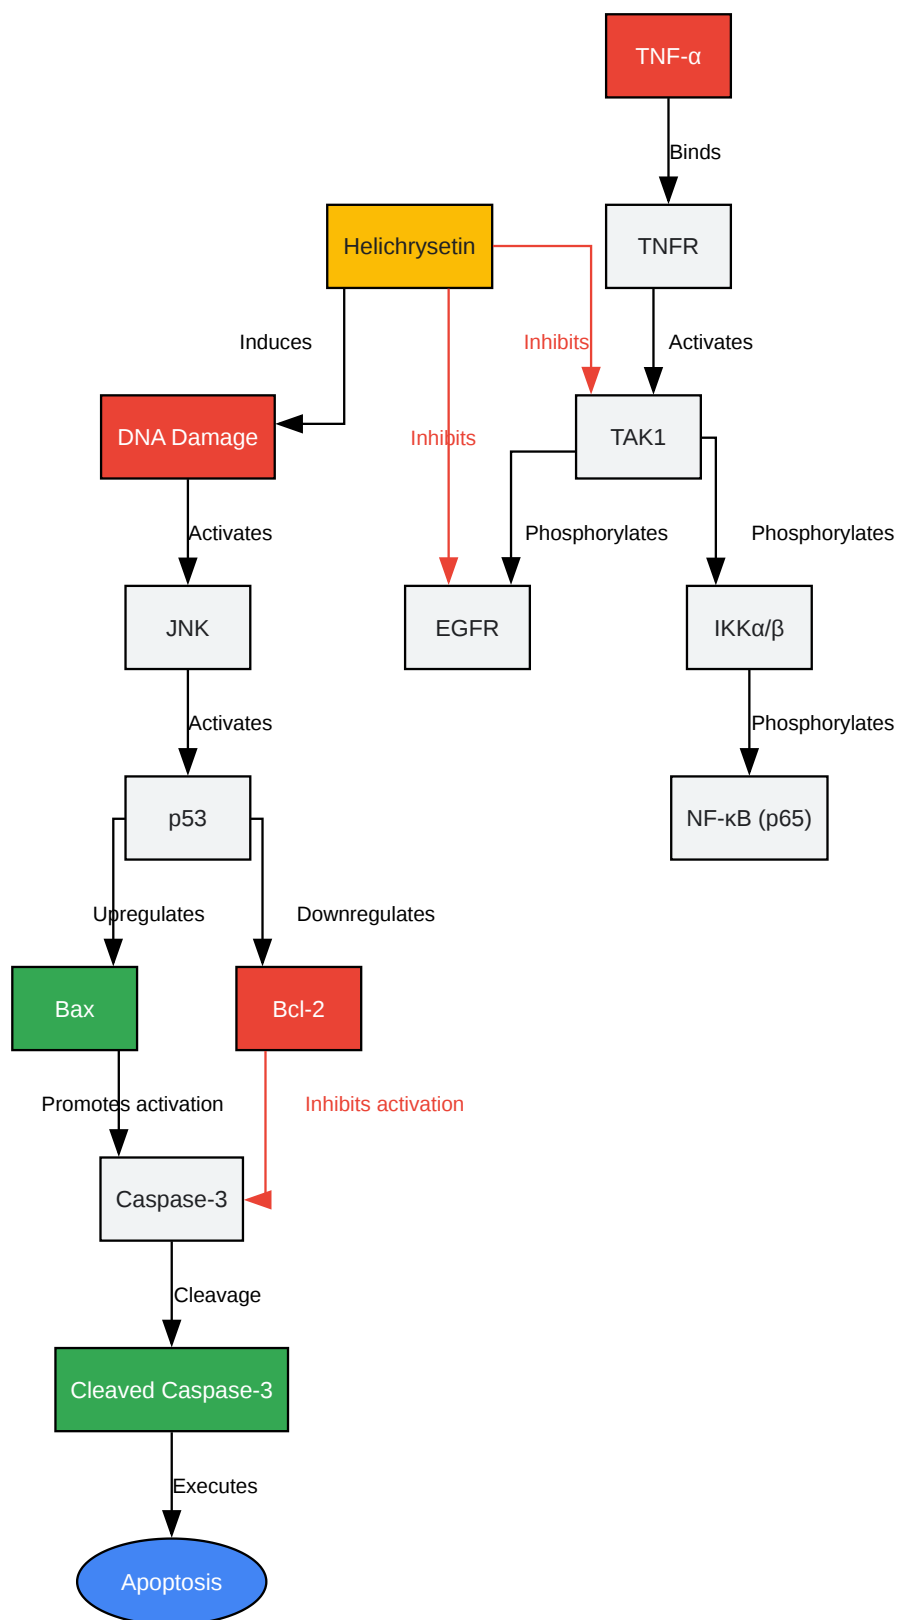 TNF-α
Binds
Helichrysetin
TNFR
Induces
Inhibits
Activates
DNA Damage
Inhibits
TAK1
Activates
Phosphorylates
Phosphorylates
JNK
EGFR
IKKα/β
Activates
Phosphorylates
p53
NF-κB (p65)
Upregulates
Downregulates
Bax
Bcl-2
Promotes activation
Inhibits activation
Caspase-3
Cleavage
Cleaved Caspase-3
Executes
Apoptosis